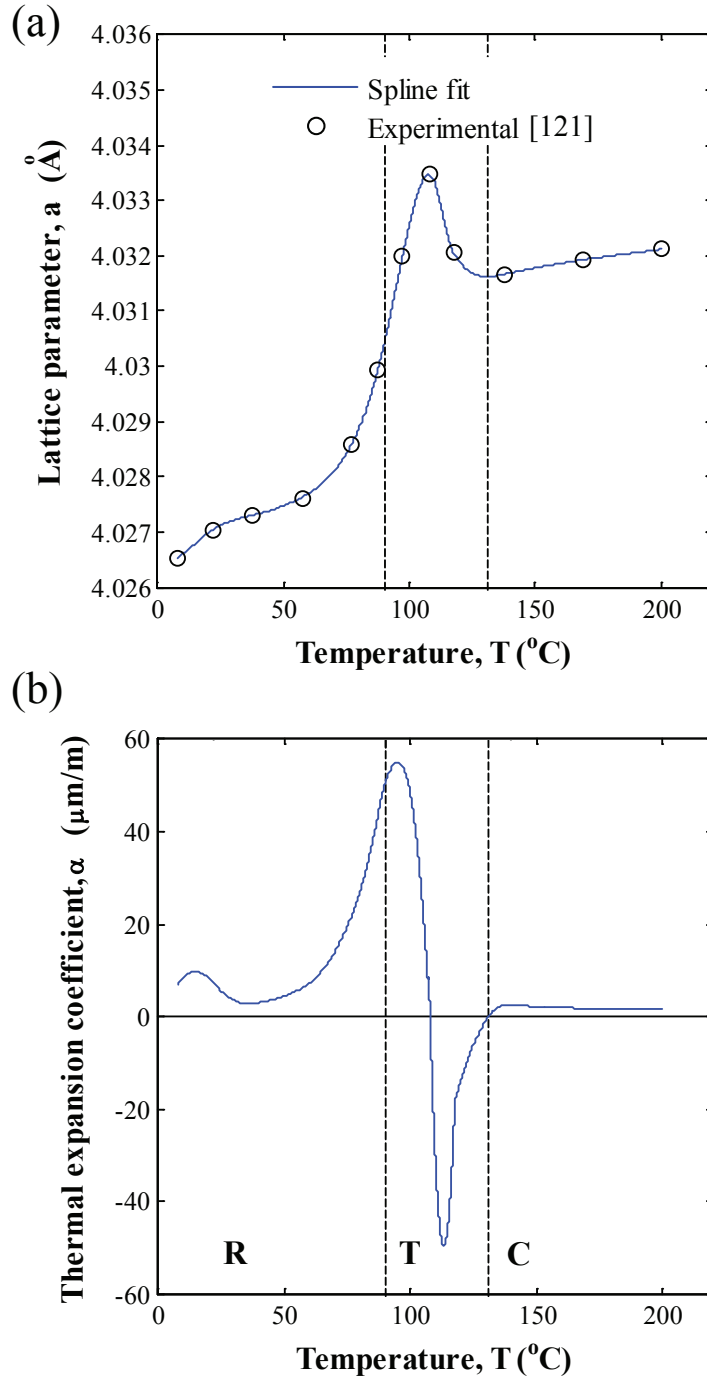 (a)
4.036
4.035
4.034
4.033
4.032
4.031
4.03
4.029
4.028
4.027
4.026
Lattice parameter, a (Å)
Spline fit
Experimental [121]
0 50 100 150 200
Temperature, T (°C)
(b)
60
40
20
0
-20
-40
-60
Thermal expansion coefficient, α (μm/m)
R T C
0 50 100 150 200
Temperature, T (°C)